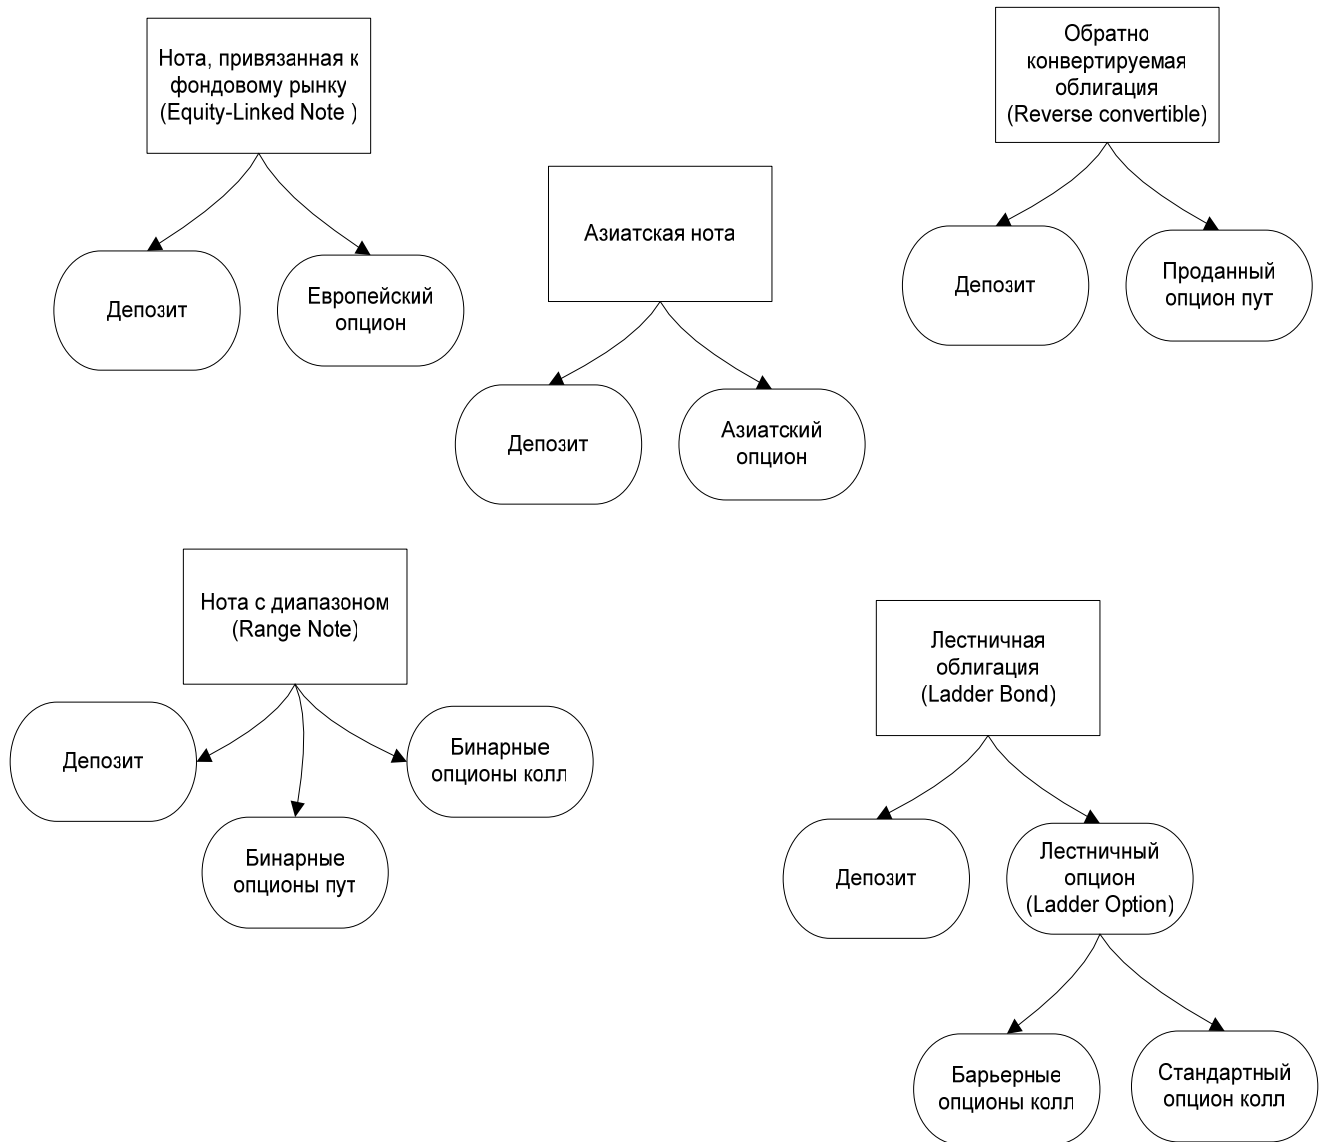 Нота, привязанная к
фондовому рынку
(Equity-Linked Note )
Депозит
Европейский
опцион
Азиатская нота
Депозит
Азиатский
опцион
Обратно
конвертируемая
облигация
(Reverse convertible)
Депозит
Проданный
опцион пут
Нота с диапазоном
(Range Note)
Депозит
Бинарные
опционы пут
Бинарные
опционы колл
Лестничная
облигация
(Ladder Bond)
Депозит
Лестничный
опцион
(Ladder Option)
Барьерные
опционы колл
Стандартный
опцион колл